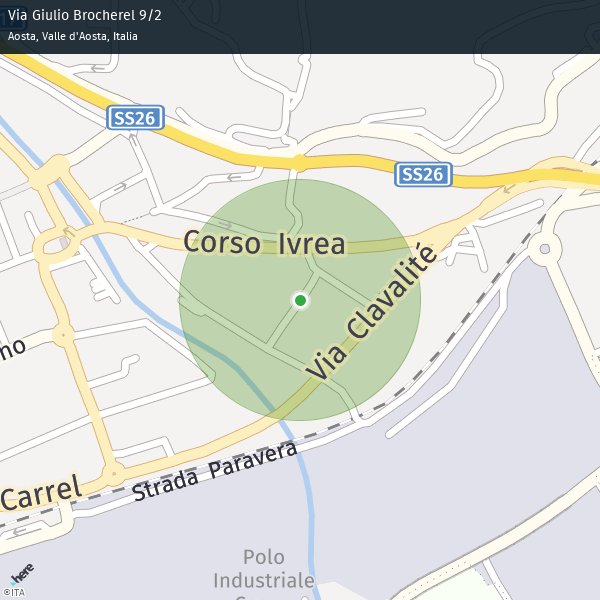 Via Giulio Brocherel 9/2
Aosta, Valle d'Aosta, Italia
SS26
SS26
Corso Ivrea
Via Clavalité
no
Carrel
Strada Paravera
Polo
Industriale
here
©ITA